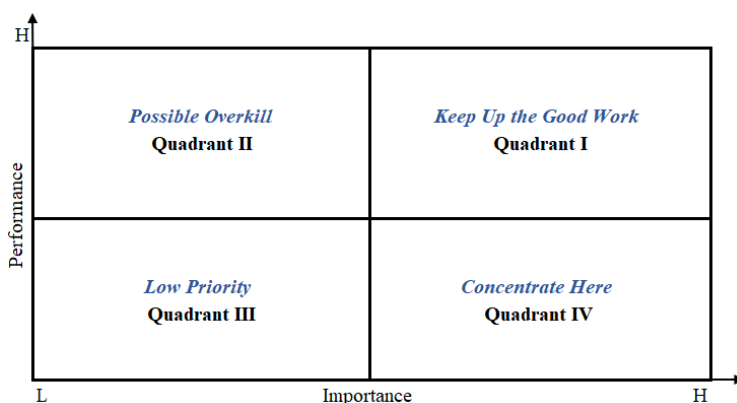 H
Possible Overkill
Quadrant II
Keep Up the Good Work
Quadrant I
Performance
Low Priority
Quadrant III
Concentrate Here
Quadrant IV
L
Importance
H